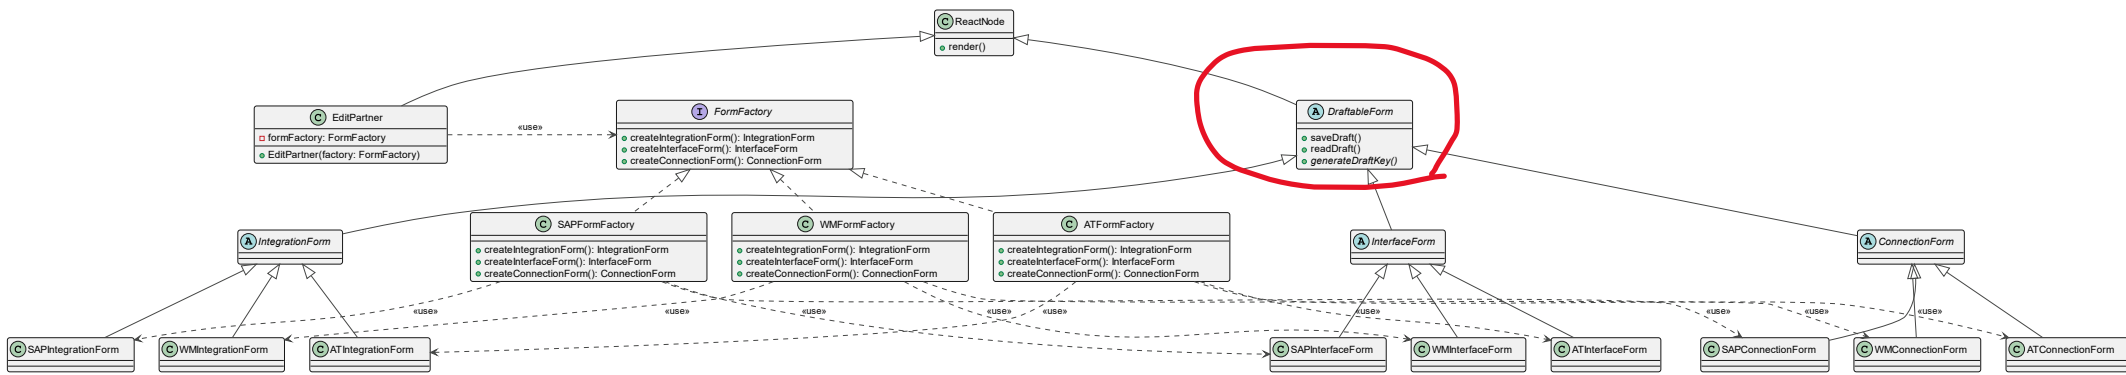 C ReactNode
render()
C EditPartner
formFactory: FormFactory
EditPartner(factory: FormFactory)
«use»
I FormFactory
createIntegrationForm(): IntegrationForm
createInterfaceForm(): InterfaceForm
createConnectionForm(): ConnectionForm
A DraftableForm
saveDraft()
readDraft()
generateDraftKey()
A IntegrationForm
C SAPFormFactory
createIntegrationForm(): IntegrationForm
createInterfaceForm(): InterfaceForm
createConnectionForm(): ConnectionForm
C WMFormFactory
createIntegrationForm(): IntegrationForm
createInterfaceForm(): InterfaceForm
createConnectionForm(): ConnectionForm
C ATFormFactory
createIntegrationForm(): IntegrationForm
createInterfaceForm(): InterfaceForm
createConnectionForm(): ConnectionForm
A InterfaceForm
A ConnectionForm
«use»
«use»
«use»
«use»
«use»
«use»
«use»
«use»
«use»
C SAPIntegrationForm
C WMIntegrationForm
C ATIntegrationForm
C SAPInterfaceForm
C WMInterfaceForm
C ATInterfaceForm
C SAPConnectionForm
C WMConnectionForm
C ATConnectionForm